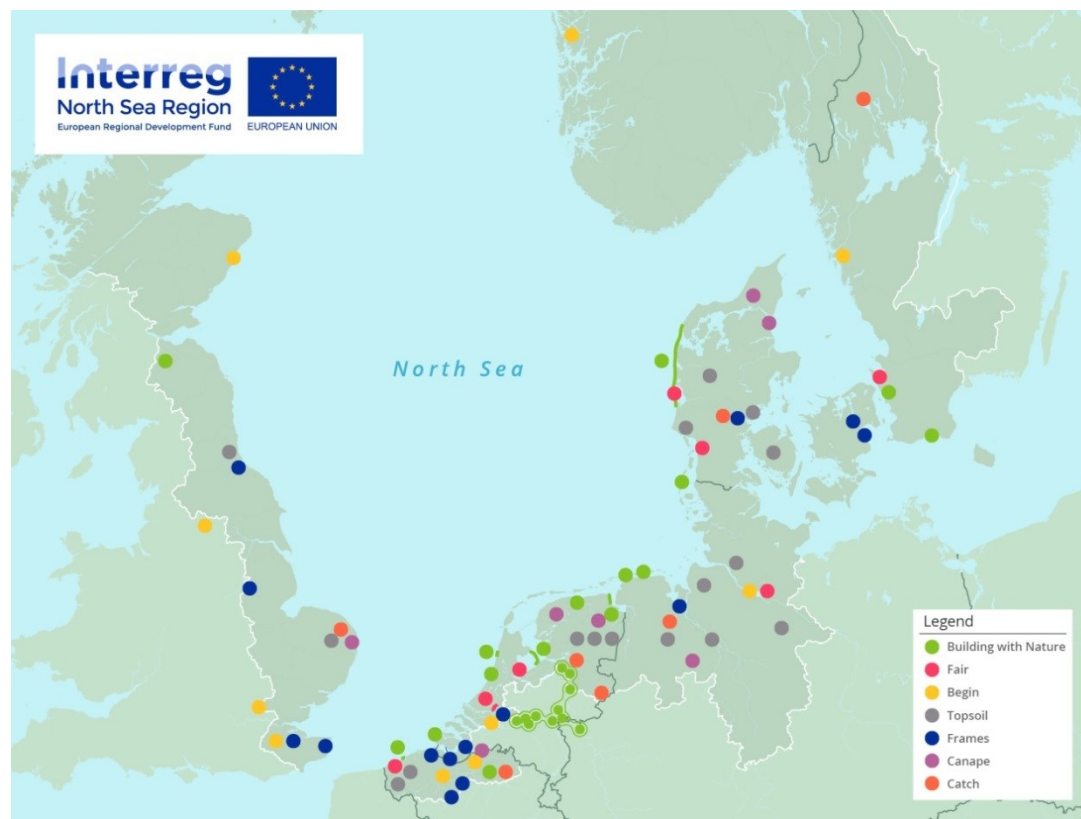 Interreg
North Sea Region
European Regional Development Fund
EUROPEAN UNION
North Sea
Legend
Building with Nature
Fair
Begin
Topsoil
Frames
Canape
Catch